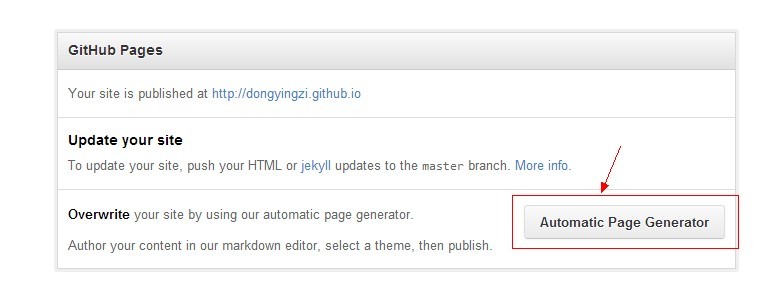 GitHub Pages
Your site is published at http://dongyingzi.github.io
Update your site
To update your site, push your HTML or jekyll updates to the master branch. More info.
Overwrite your site by using our automatic page generator.
Automatic Page Generator
Author your content in our markdown editor, select a theme, then publish.